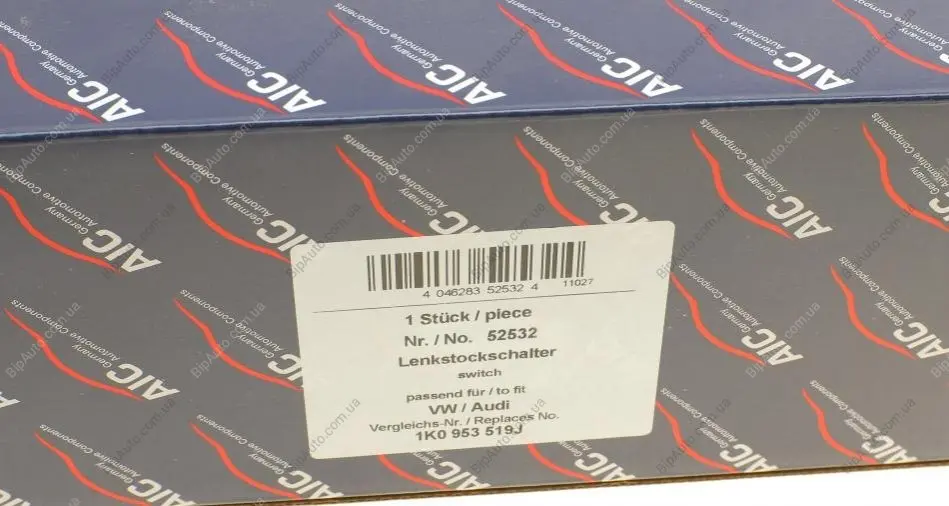 AIC Germany
Automotive Components
4 046283 52532 4
11027
1 Stück / piece
Nr. / No. 52532
Lenkstockschalter
switch
passend für / to fit
VW / Audi
Vergleichs-Nr. / Replaces No.
1K0 953 519J
BipAuto.com.ua